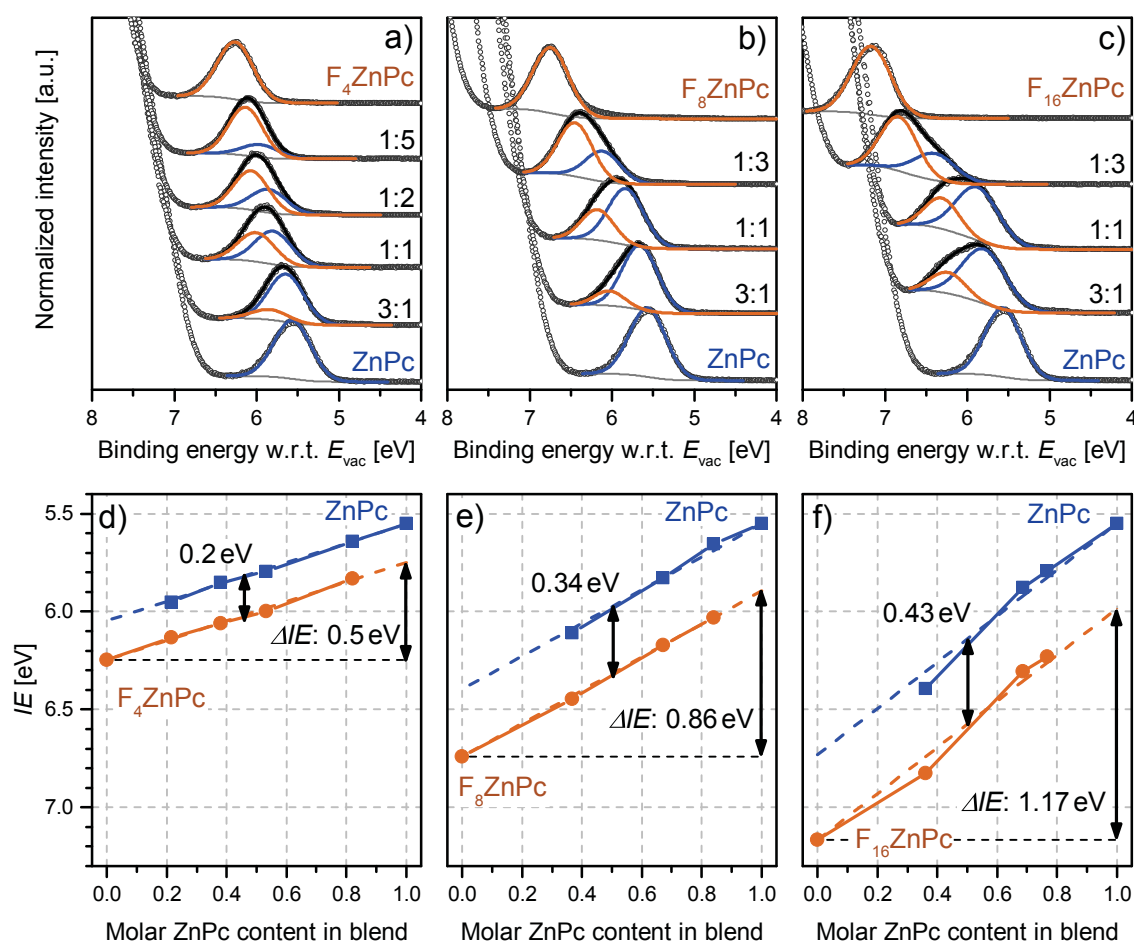 Normalized intensity [a.u.]
a)
F₄ZnPc
1:5
1:2
1:1
3:1
ZnPc
8 7 6 5 4
Binding energy w.r.t. E_vac [eV]
b)
F₈ZnPc
1:3
1:1
3:1
ZnPc
8 7 6 5 4
Binding energy w.r.t. E_vac [eV]
c)
F₁₆ZnPc
1:3
1:1
3:1
ZnPc
8 7 6 5 4
Binding energy w.r.t. E_vac [eV]
IE [eV]
5.5
6.0
6.5
7.0
d)
ZnPc
0.2 eV
ΔIE: 0.5 eV
F₄ZnPc
0.0 0.2 0.4 0.6 0.8 1.0
Molar ZnPc content in blend
e)
ZnPc
0.34 eV
ΔIE: 0.86 eV
F₈ZnPc
0.0 0.2 0.4 0.6 0.8 1.0
Molar ZnPc content in blend
f)
ZnPc
0.43 eV
ΔIE: 1.17 eV
F₁₆ZnPc
0.0 0.2 0.4 0.6 0.8 1.0
Molar ZnPc content in blend